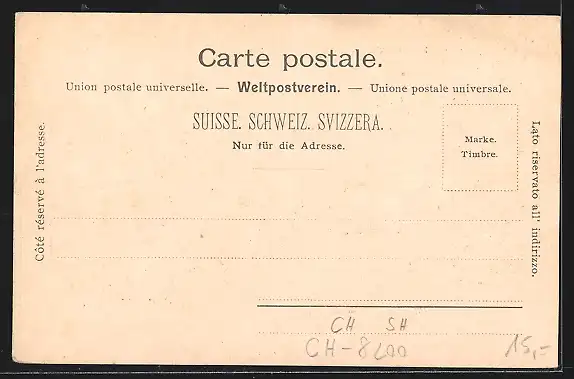 Carte postale.
Union postale universelle. — Weltpostverein. — Unione postale universale.
SUISSE. SCHWEIZ. SVIZZERA.
Nur für die Adresse.
Marke.
Timbre.
Côté réservé à l'adresse.
Lato riservato all' indirizzo.
CH SH
CH-8200
15,-